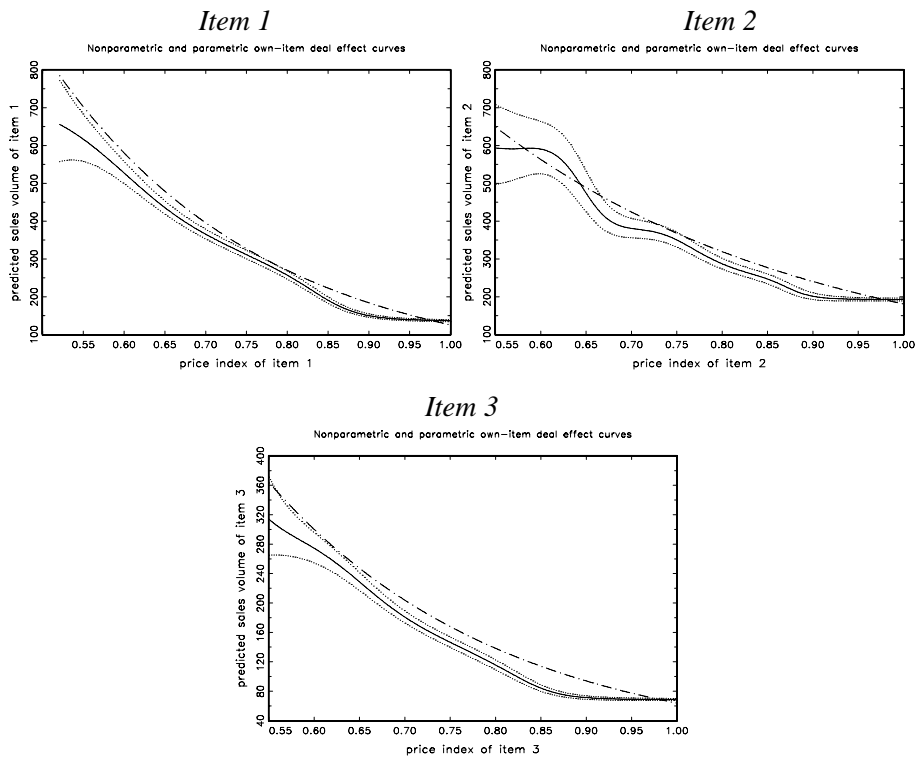 Item 1
Nonparametric and parametric own-item deal effect curves
predicted sales volume of item 1
800
700
600
500
400
300
200
100
0.55 0.60 0.65 0.70 0.75 0.80 0.85 0.90 0.95 1.00
price index of item 1
Item 2
Nonparametric and parametric own-item deal effect curves
predicted sales volume of item 2
800
700
600
500
400
300
200
100
0.55 0.60 0.65 0.70 0.75 0.80 0.85 0.90 0.95 1.00
price index of item 2
Item 3
Nonparametric and parametric own-item deal effect curves
predicted sales volume of item 3
400
360
320
280
240
200
160
120
80
40
0.55 0.60 0.65 0.70 0.75 0.80 0.85 0.90 0.95 1.00
price index of item 3